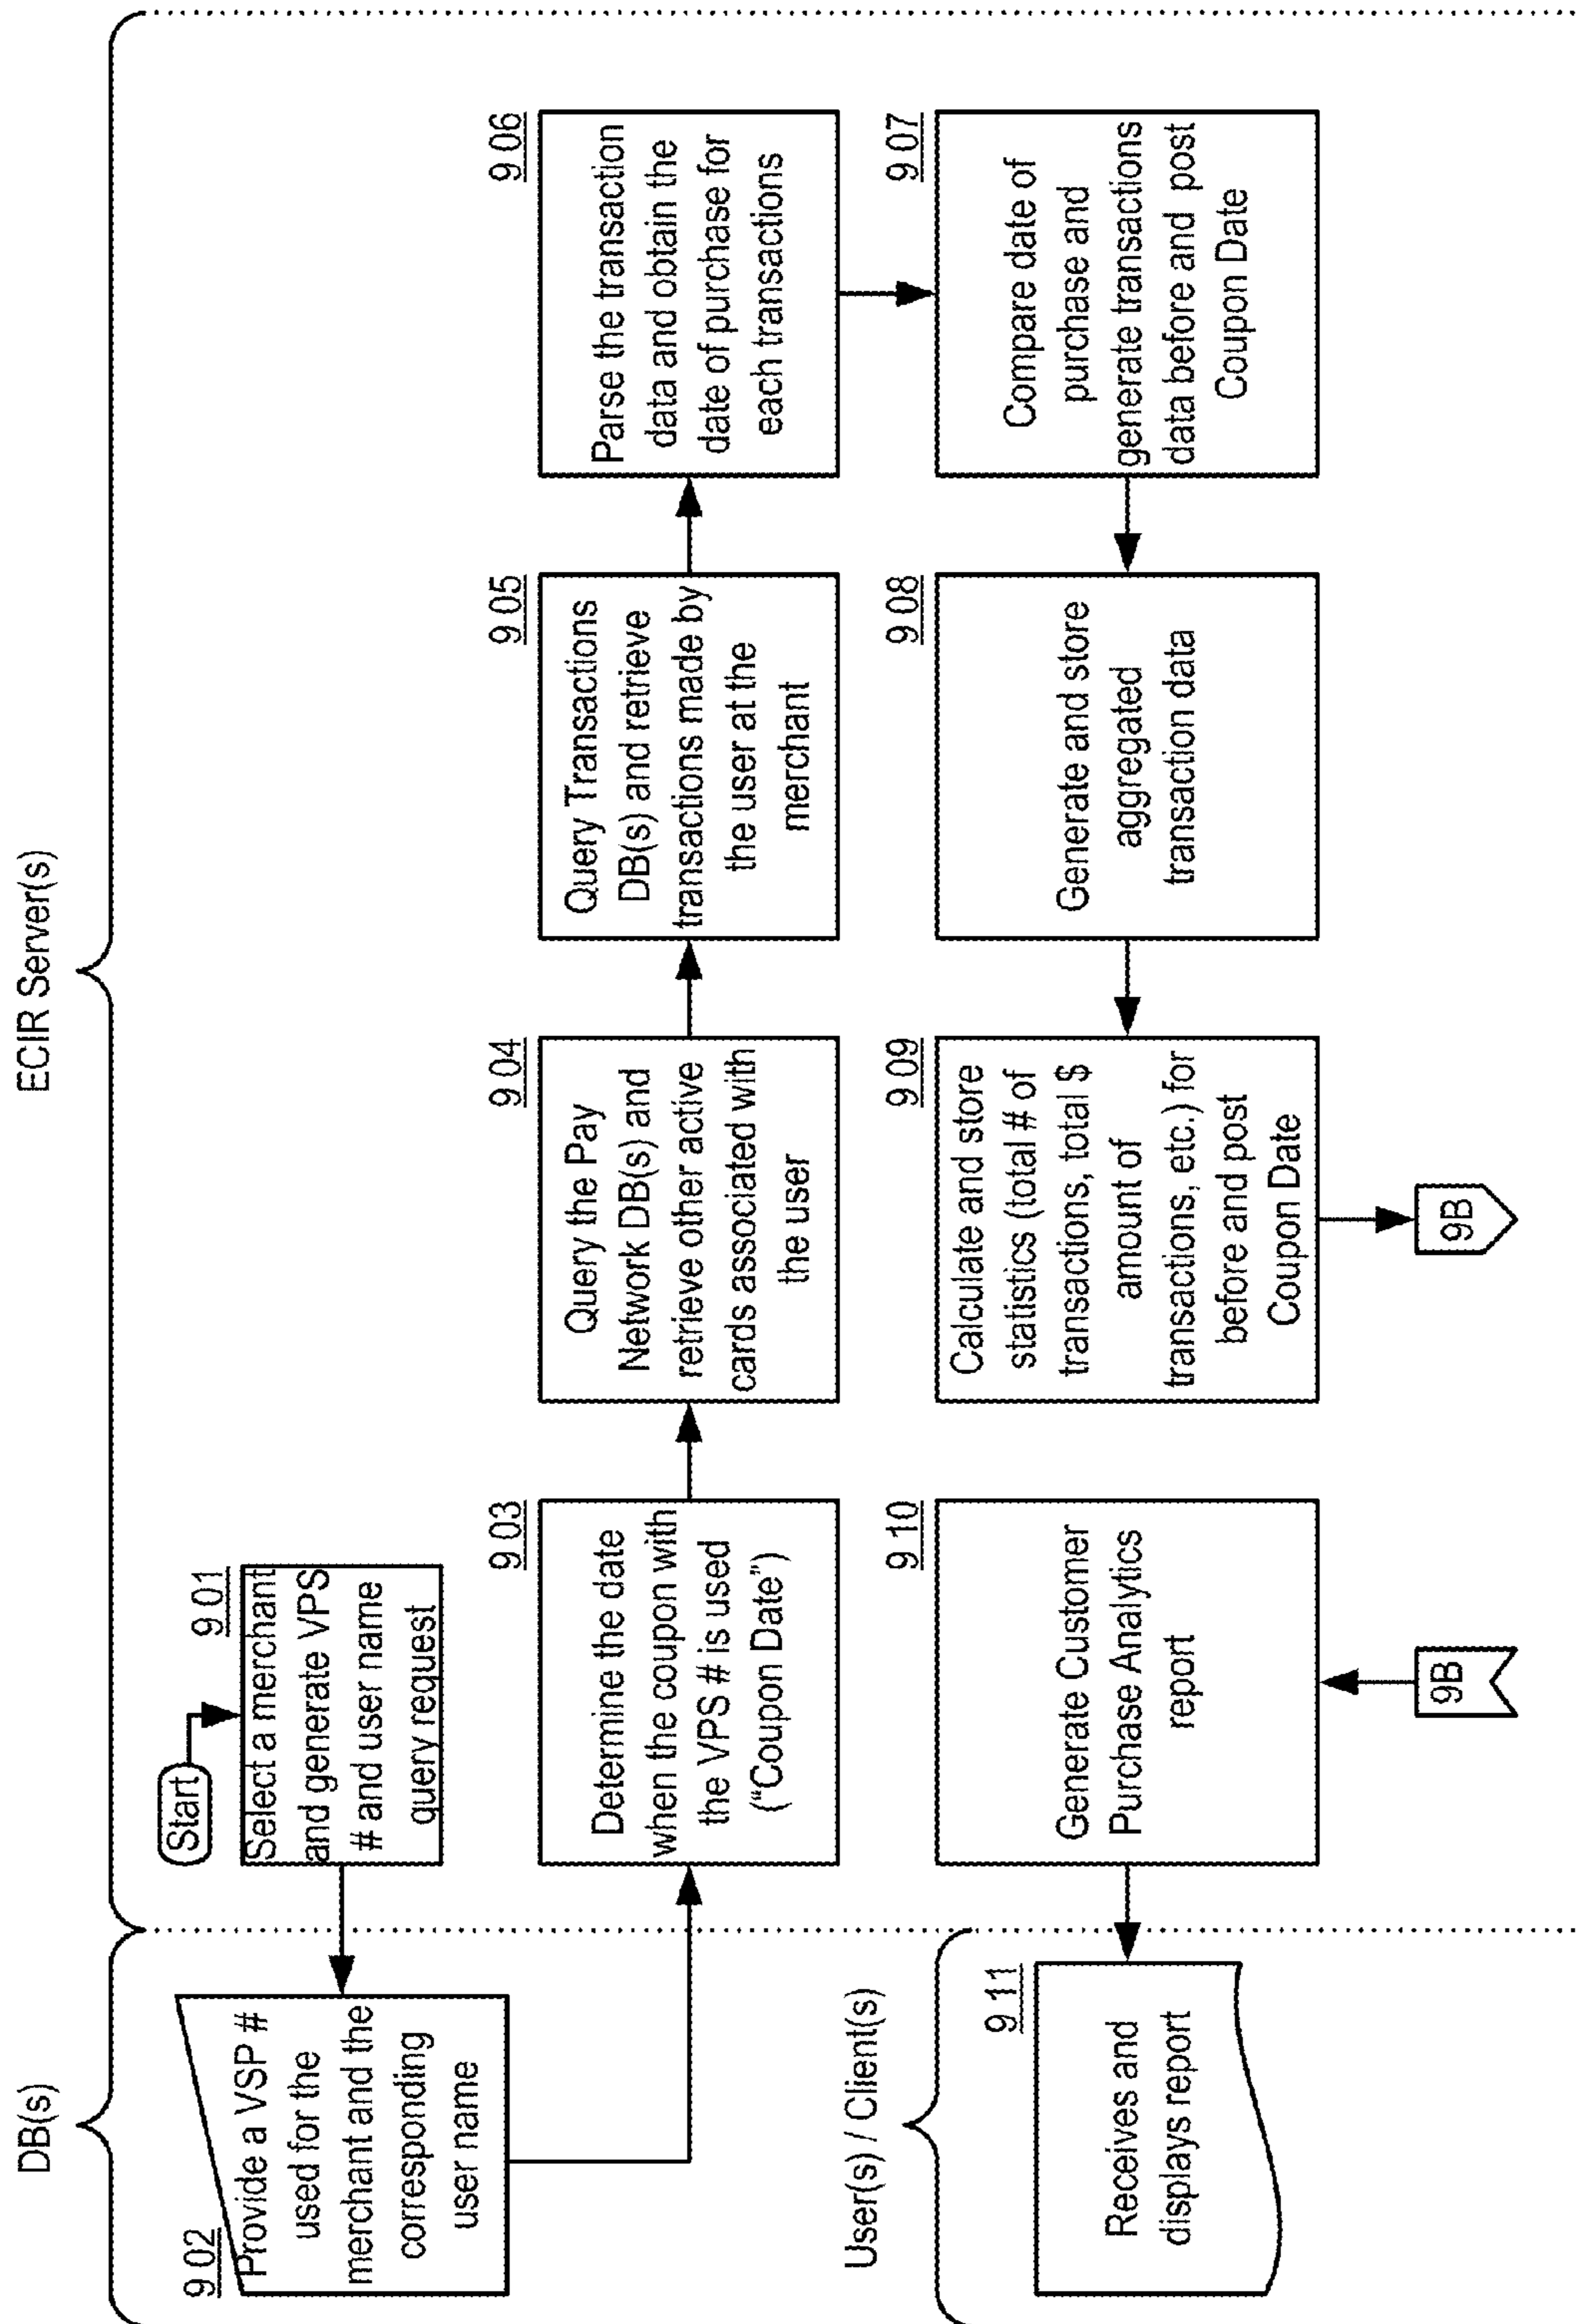 DB(s)
ECIR Server(s)
Start
9 01
Select a merchant
and generate VPS
# and user name
query request
9 02
Provide a VSP #
used for the
merchant and the
corresponding
user name
9 03
Determine the date
when the coupon with
the VPS # is used
(“Coupon Date”)
9 04
Query the Pay
Network DB(s) and
retrieve other active
cards associated with
the user
9 05
Query Transactions
DB(s) and retrieve
transactions made by
the user at the
merchant
9 06
Parse the transaction
data and obtain the
date of purchase for
each transactions
9 07
Compare date of
purchase and
generate transactions
data before and post
Coupon Date
9 08
Generate and store
aggregated
transaction data
9 09
Calculate and store
statistics (total # of
transactions, total $
amount of
transactions, etc.) for
before and post
Coupon Date
9B
9B
9 10
Generate Customer
Purchase Analytics
report
User(s) / Client(s)
9 11
Receives and
displays report